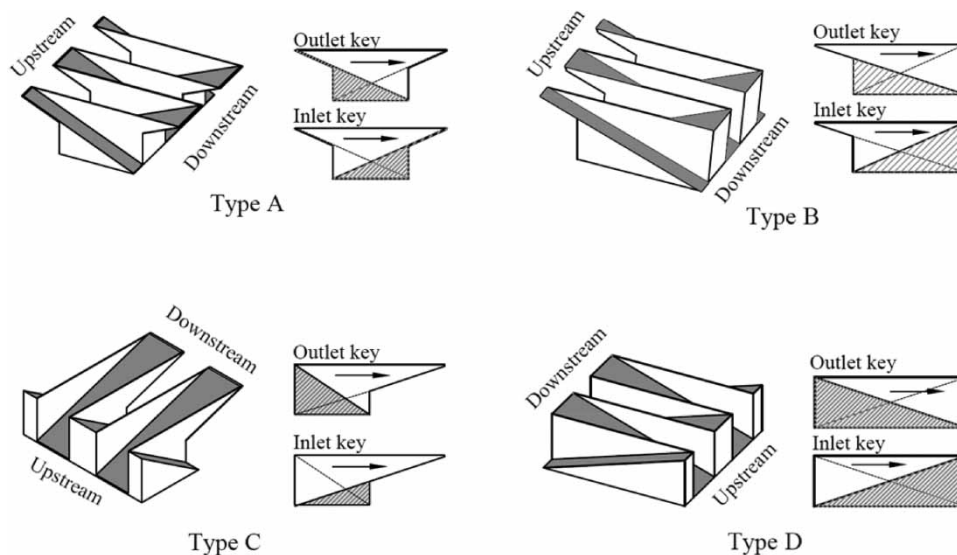 Upstream
Downstream
Outlet key
Inlet key
Type A
Upstream
Downstream
Outlet key
Inlet key
Type B
Upstream
Downstream
Outlet key
Inlet key
Type C
Downstream
Upstream
Outlet key
Inlet key
Type D